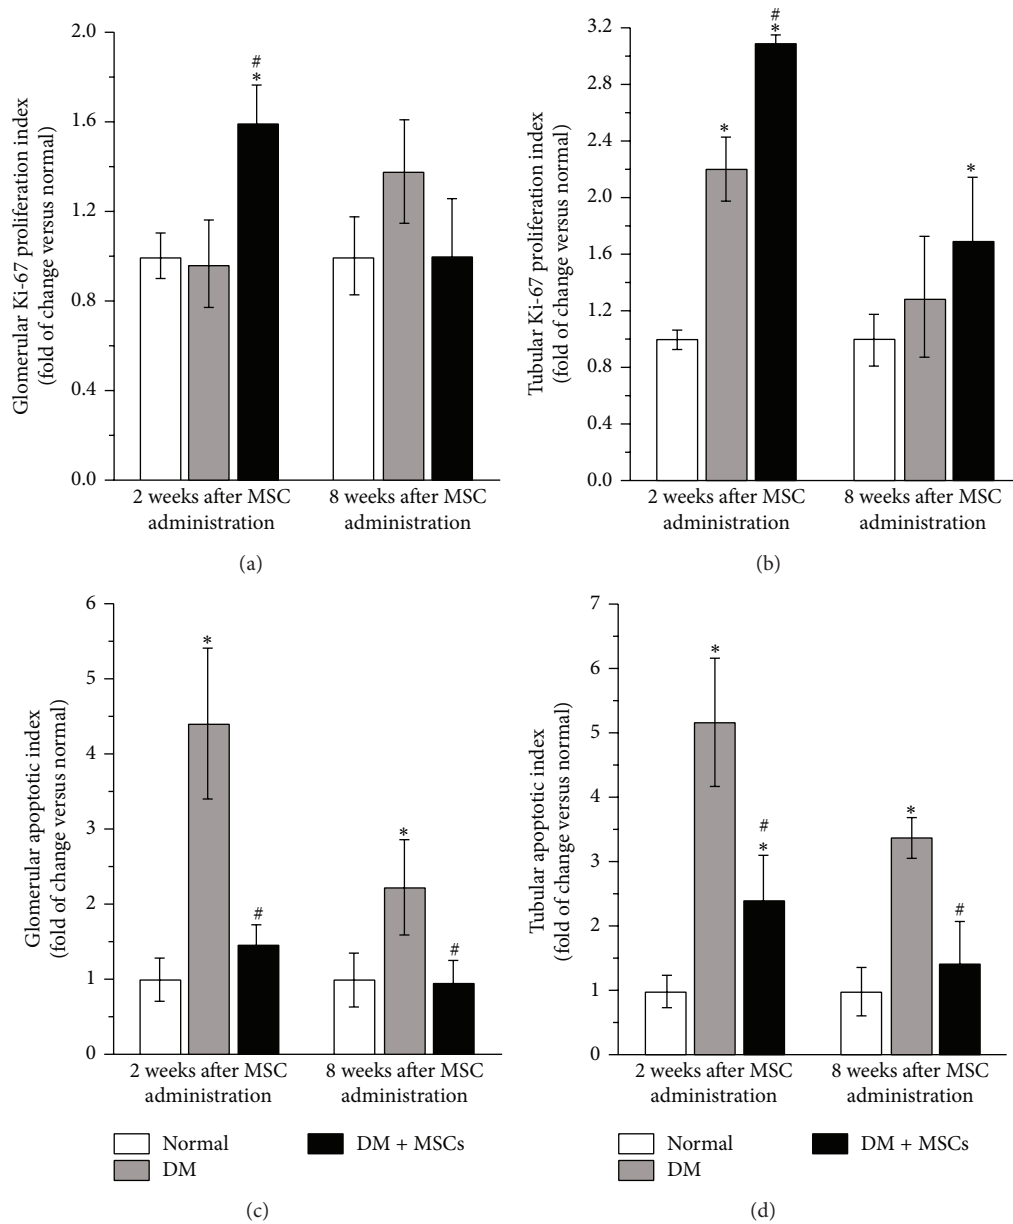 2.0
1.6
1.2
0.8
0.4
0.0
Glomerular Ki-67 proliferation index
(fold of change versus normal)
#
*
2 weeks after MSC
administration
8 weeks after MSC
administration
(a)
3.2
2.8
2.4
2.0
1.6
1.2
0.8
0.4
0.0
Tubular Ki-67 proliferation index
(fold of change versus normal)
*
#
*
*
2 weeks after MSC
administration
8 weeks after MSC
administration
(b)
6
5
4
3
2
1
0
Glomerular apoptotic index
(fold of change versus normal)
*
#
*
#
2 weeks after MSC
administration
8 weeks after MSC
administration
Normal
DM
DM + MSCs
(c)
7
6
5
4
3
2
1
0
Tubular apoptotic index
(fold of change versus normal)
*
#
*
*
#
2 weeks after MSC
administration
8 weeks after MSC
administration
Normal
DM
DM + MSCs
(d)